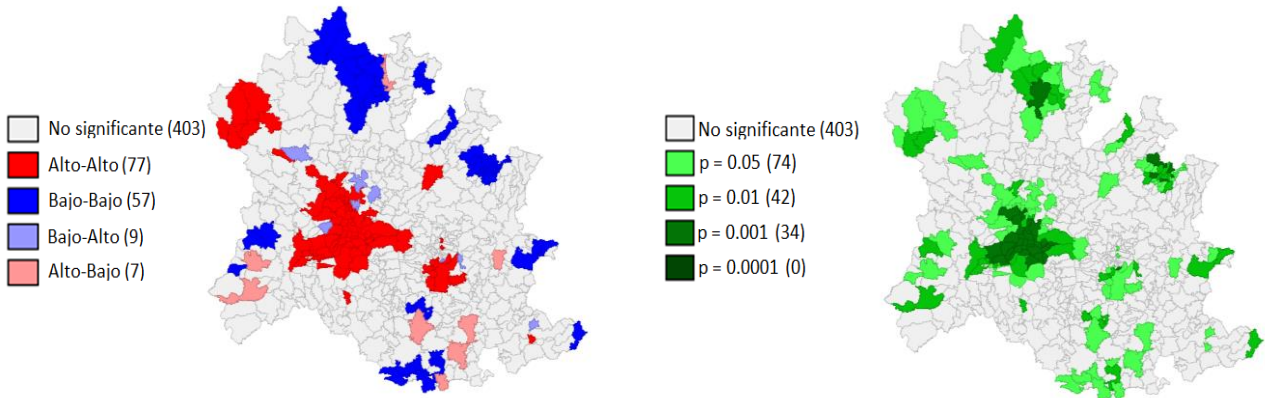 No significante (403)
Alto-Alto (77)
Bajo-Bajo (57)
Bajo-Alto (9)
Alto-Bajo (7)
No significante (403)
p = 0.05 (74)
p = 0.01 (42)
p = 0.001 (34)
p = 0.0001 (0)